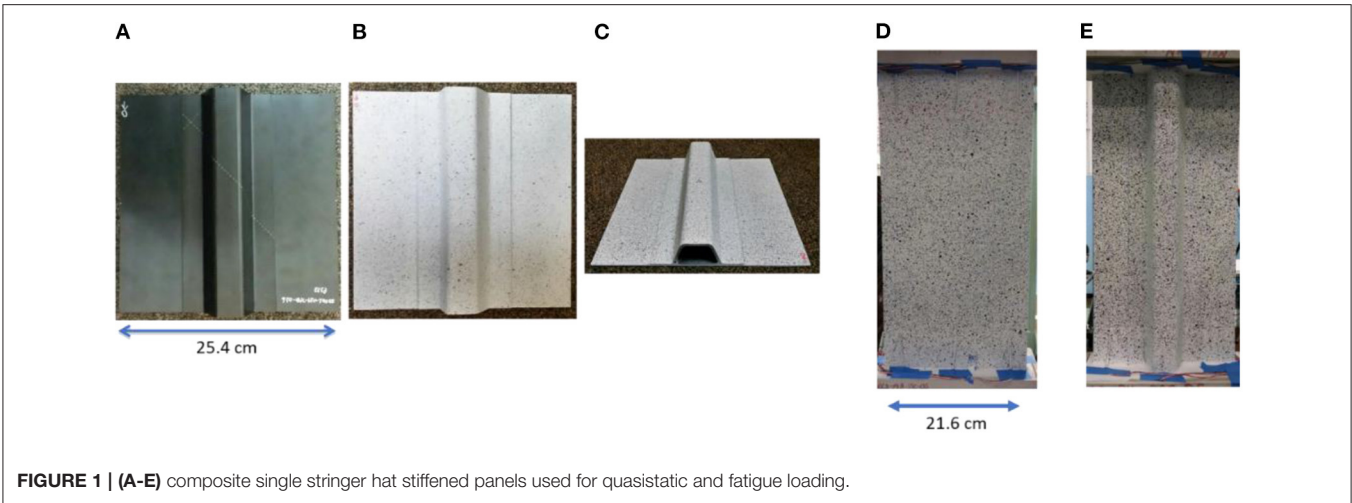 A B C D E
25.4 cm
21.6 cm
FIGURE 1 | (A-E) composite single stringer hat stiffened panels used for quasistatic and fatigue loading.